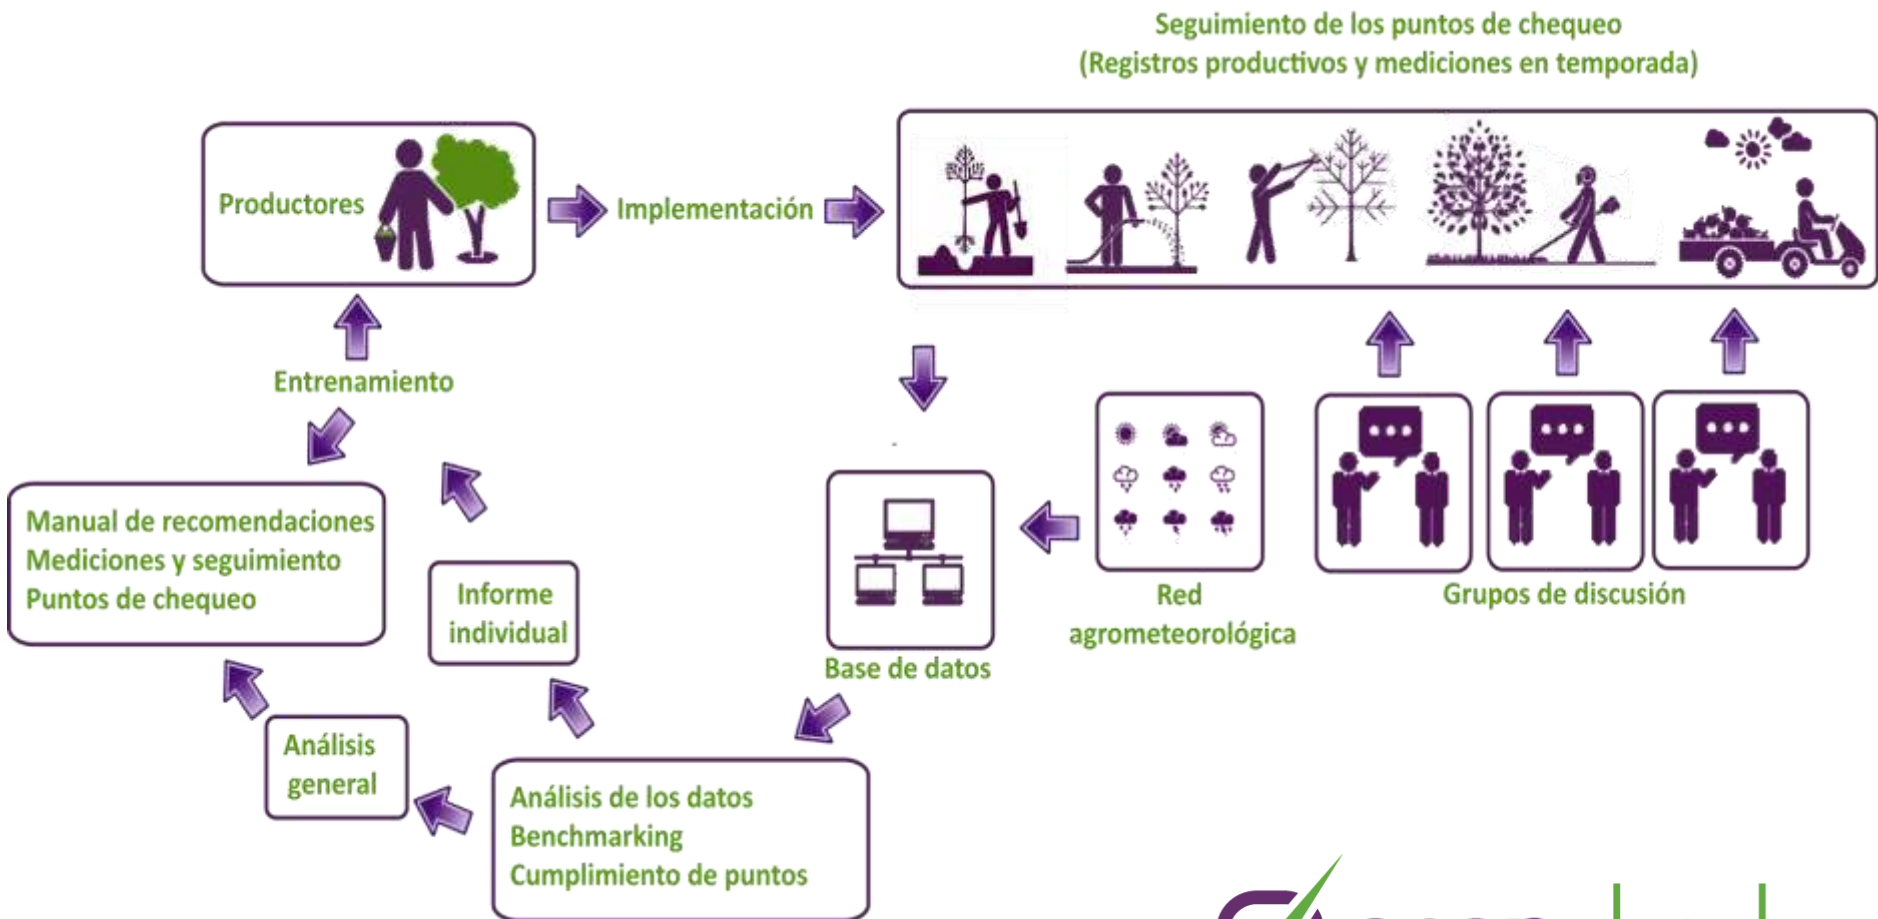 Seguimiento de los puntos de chequeo
(Registros productivos y mediciones en temporada)
Productores
Implementación
Entrenamiento
Manual de recomendaciones
Mediciones y seguimiento
Puntos de chequeo
Informe
individual
Base de datos
Red
agrometeorológica
Grupos de discusión
Análisis
general
Análisis de los datos
Benchmarking
Cumplimiento de puntos